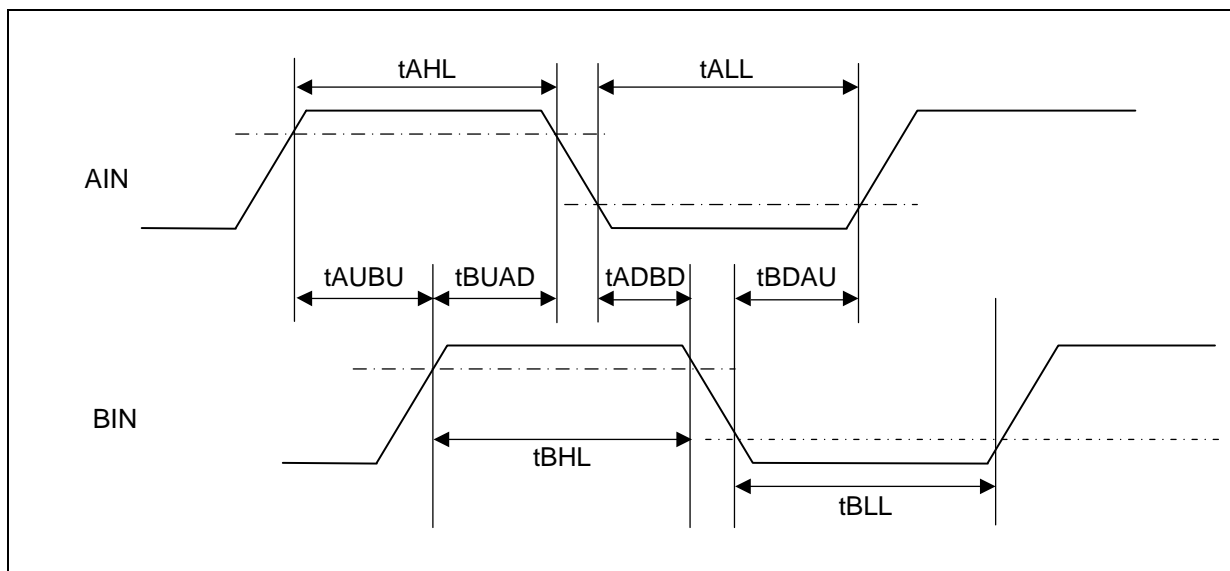 tAHL tALL
AIN
tAUBU tBUAD tADBD tBDAU
BIN
tBHL
tBLL